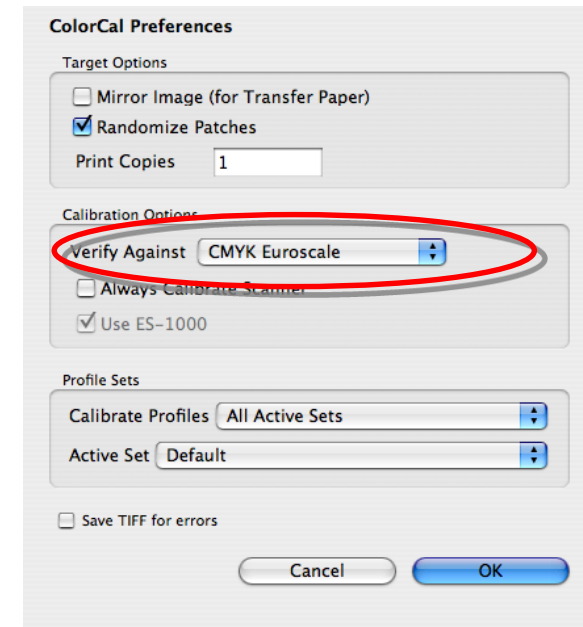 ColorCal Preferences
Target Options
Mirror Image (for Transfer Paper)
Randomize Patches
Print Copies 1
Calibration Options
Verify Against CMYK Euroscale
Always Calibrate Scanner
Use ES-1000
Profile Sets
Calibrate Profiles All Active Sets
Active Set Default
Save TIFF for errors
Cancel OK